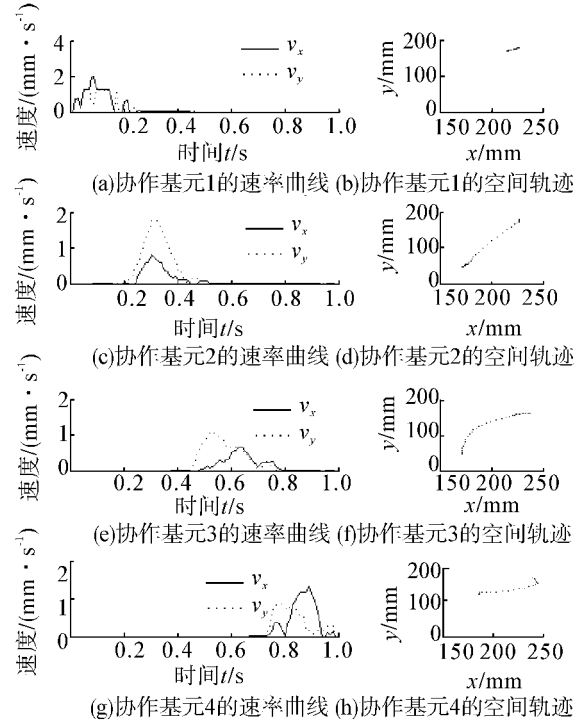 速度/(mm·s⁻¹)
4
2
0
0.2 0.4 0.6 0.8 1.0
时间t/s
vₓ
v_y
y/mm
200
100
0
150 200 250
x/mm
(a)协作基元1的速率曲线 (b)协作基元1的空间轨迹
速度/(mm·s⁻¹)
2
1
0
0.2 0.4 0.6 0.8 1.0
时间t/s
vₓ
v_y
y/mm
200
100
0
150 200 250
x/mm
(c)协作基元2的速率曲线 (d)协作基元2的空间轨迹
速度/(mm·s⁻¹)
2
1
0
0.2 0.4 0.6 0.8 1.0
时间t/s
vₓ
v_y
y/mm
200
100
0
150 200 250
x/mm
(e)协作基元3的速率曲线 (f)协作基元3的空间轨迹
速度/(mm·s⁻¹)
2
1
0
0.2 0.4 0.6 0.8 1.0
时间t/s
vₓ
v_y
y/mm
200
100
0
150 200 250
x/mm
(g)协作基元4的速率曲线 (h)协作基元4的空间轨迹